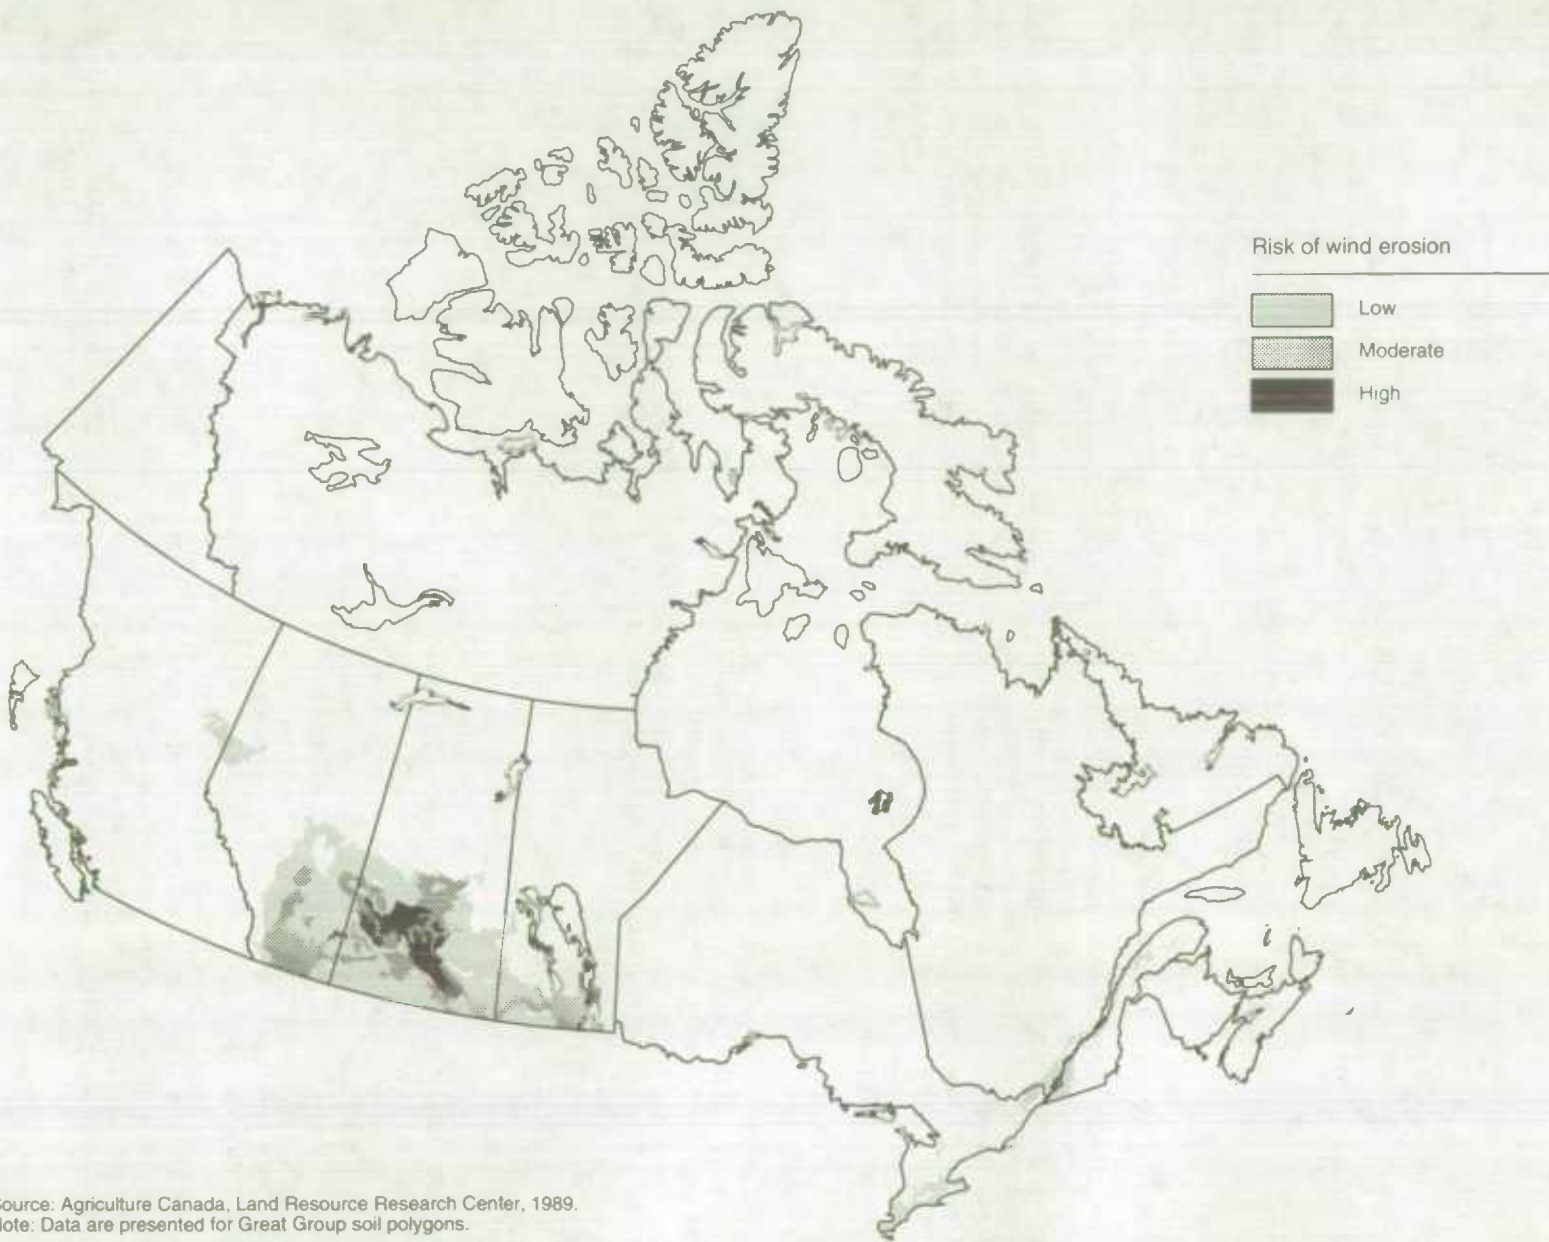 Risk of wind erosion
Low
Moderate
High
ource: Agriculture Canada, Land Resource Research Center, 1989.
lote: Data are presented for Great Group soil polygons.